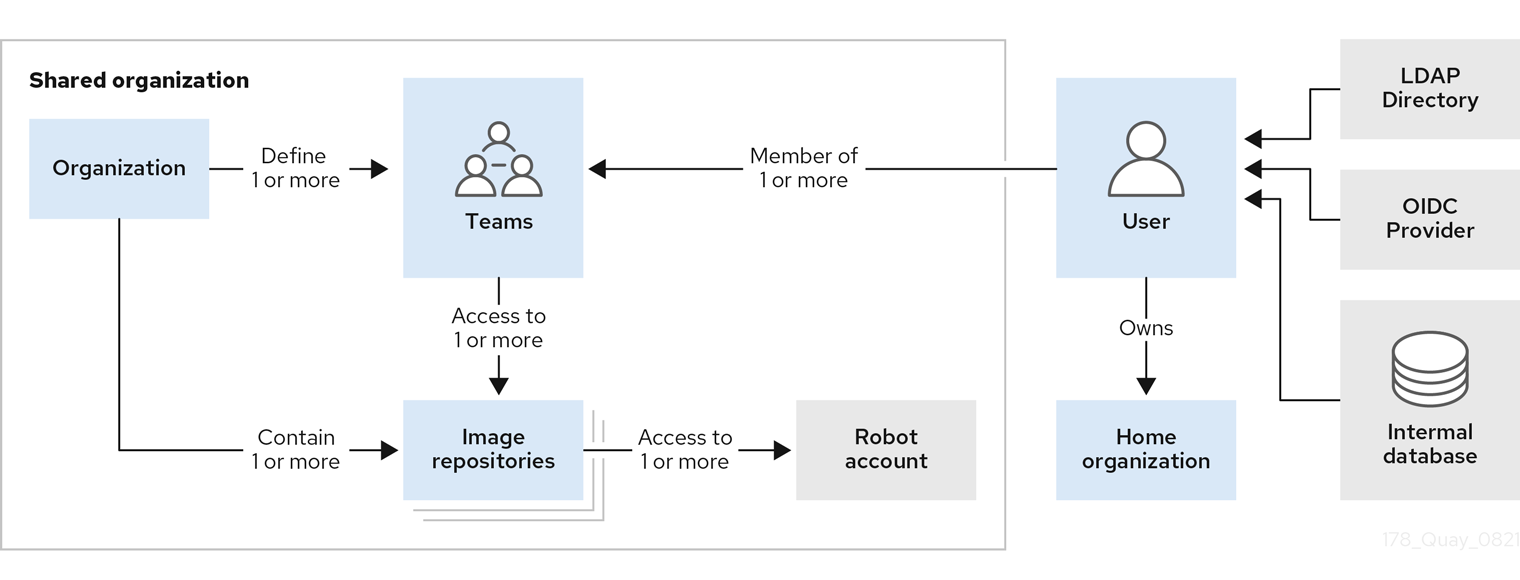 Shared organization
Organization
Define
1 or more
Teams
Member of
1 or more
User
LDAP
Directory
OIDC
Provider
Access to
1 or more
Owns
Contain
1 or more
Image
repositories
Access to
1 or more
Robot
account
Home
organization
Intermal
database
178_Quay_0821